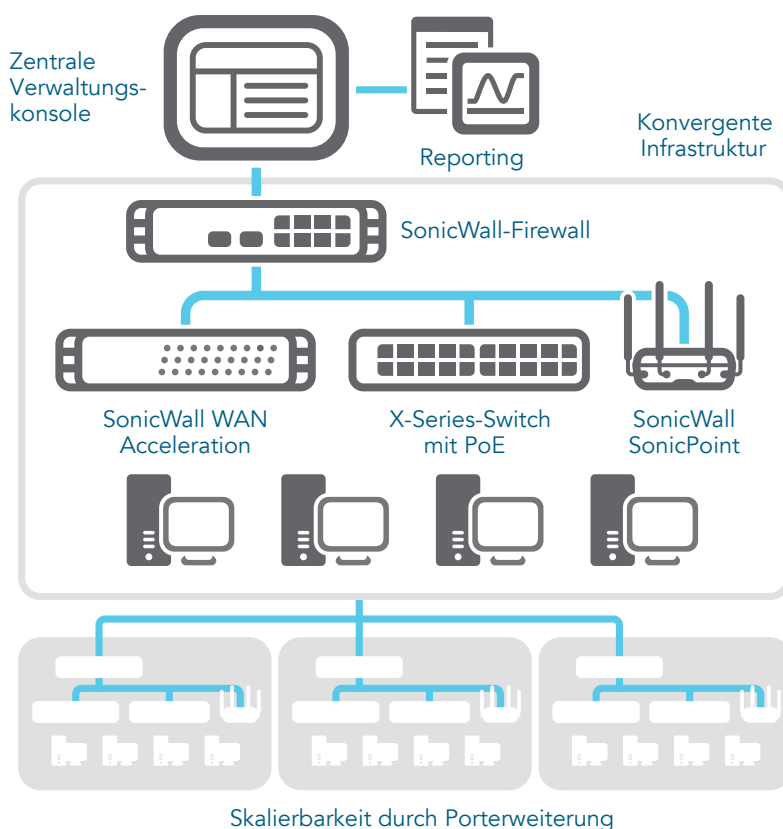 Zentrale
Verwaltungs-
konsole
Reporting
Konvergente
Infrastruktur
SonicWall-Firewall
SonicWall WAN
Acceleration
X-Series-Switch
mit PoE
SonicWall
SonicPoint
Skalierbarkeit durch Porterweiterung